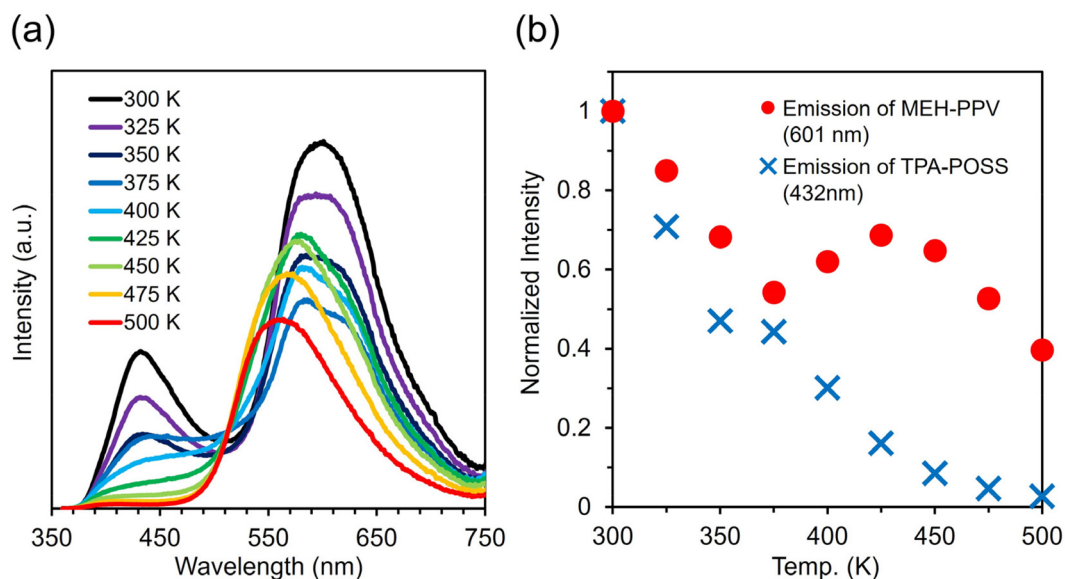 (a)
Intensity (a.u.)
300 K
325 K
350 K
375 K
400 K
425 K
450 K
475 K
500 K
350
450
550
650
750
Wavelength (nm)
(b)
Normalized Intensity
1
0.8
0.6
0.4
0.2
0
Emission of MEH-PPV
(601 nm)
Emission of TPA-POSS
(432nm)
300
350
400
450
500
Temp. (K)